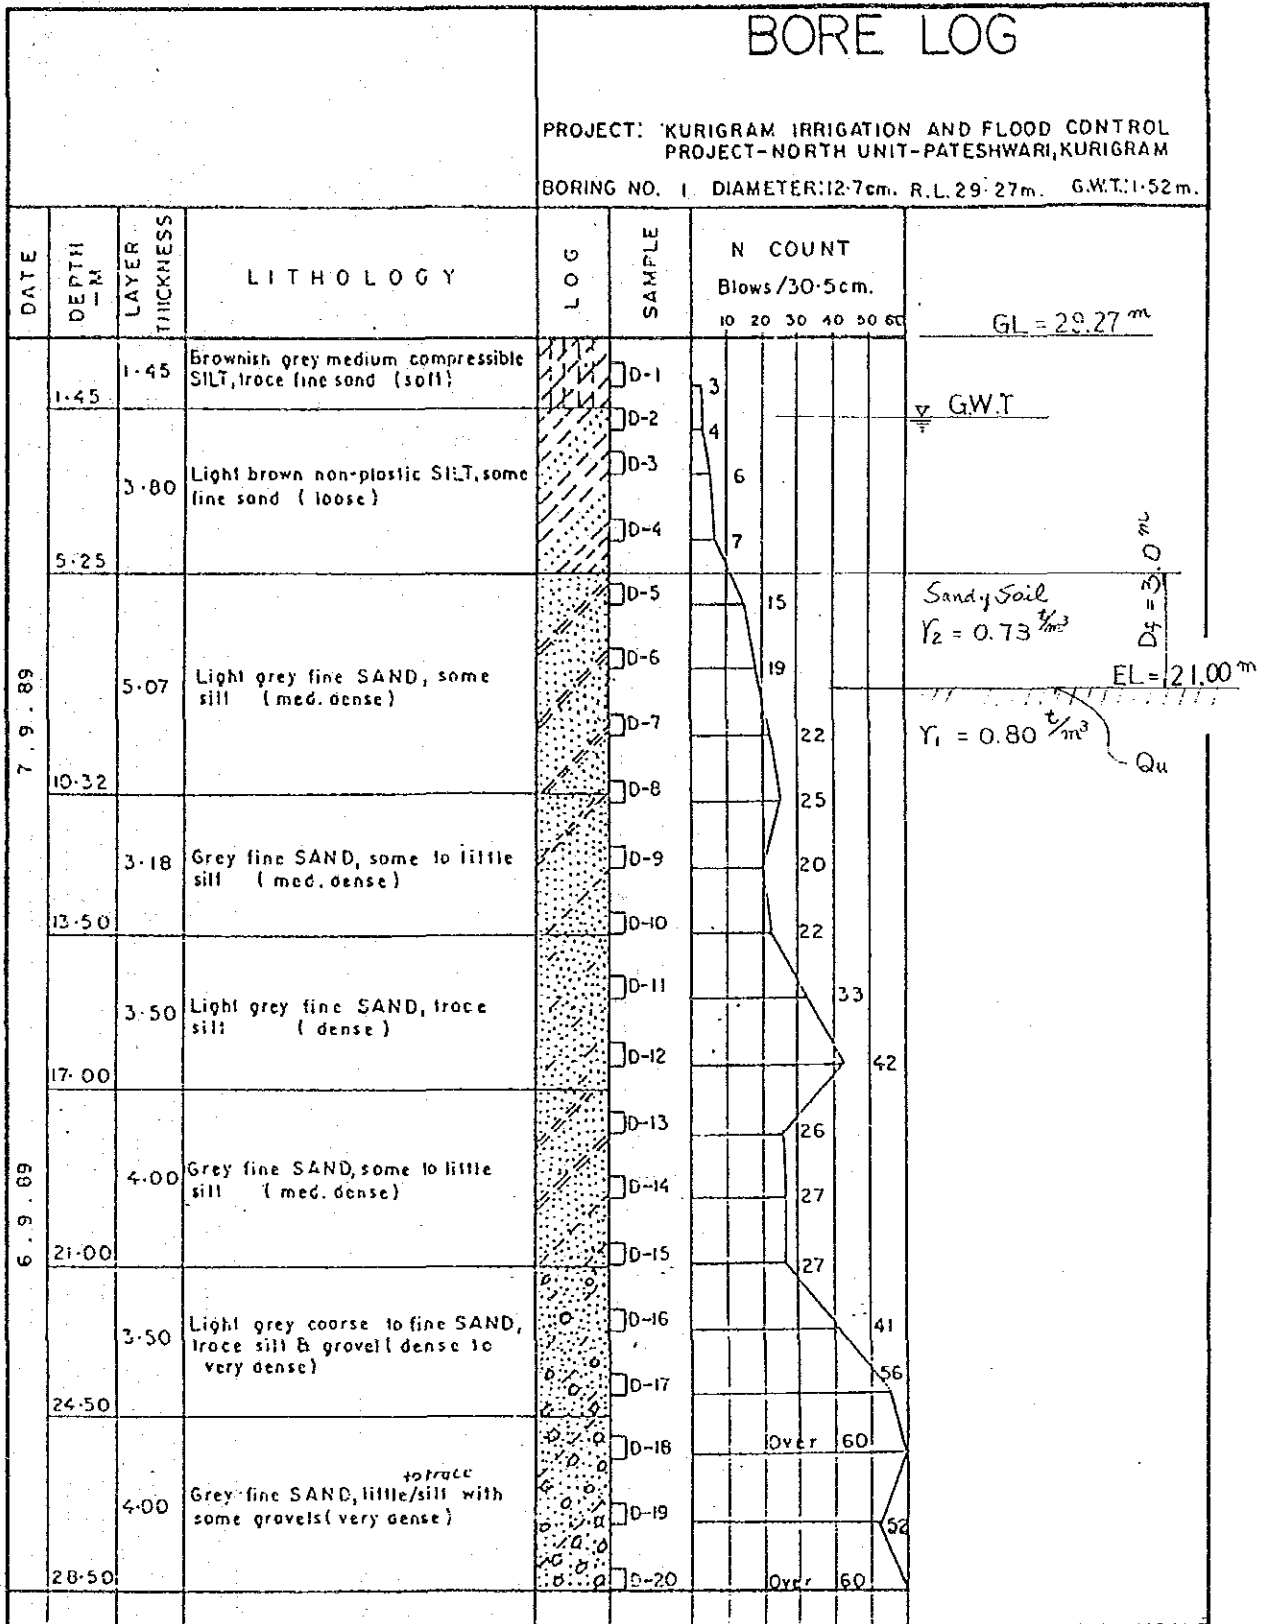 BORE LOG
PROJECT: KURIGRAM IRRIGATION AND FLOOD CONTROL
PROJECT-NORTH UNIT-PATESHWARI, KURIGRAM
BORING NO. 1 DIAMETER:12·7cm. R.L. 29·27m. G.W.T.:1·52m.
DATE
DEPTH -M
LAYER THICKNESS
LITHOLOGY
LOG
SAMPLE
N COUNT
Blows/30·5cm.
10 20 30 40 50 60
GL = 29.27 m
1·45
1·45
Brownish grey medium compressible
SILT, trace fine sand (soft)
D-1
3
G.W.T
D-2
4
3·80
Light brown non-plastic SILT, some
fine sand (loose)
D-3
6
D-4
7
5·25
Df = 3.0 m
D-5
15
Sandy Soil
γ2 = 0.73 t/m3
D-6
19
EL = 21.00 m
7.9.89
5·07
Light grey fine SAND, some
silt (med. dense)
D-7
22
γ1 = 0.80 t/m3
Qu
10·32
D-8
25
3·18
Grey fine SAND, some to little
silt (med. dense)
D-9
20
13·50
D-10
22
3·50
Light grey fine SAND, trace
silt (dense)
D-11
33
D-12
42
17·00
D-13
26
6.9.89
4·00
Grey fine SAND, some to little
silt (med. dense)
D-14
27
21·00
D-15
27
3·50
Light grey coarse to fine SAND,
trace silt & gravel (dense to
very dense)
D-16
41
D-17
56
24·50
D-18
Over 60
4·00
to trace
Grey fine SAND, little/silt with
some gravels (very dense)
D-19
52
28·50
D-20
Over 60